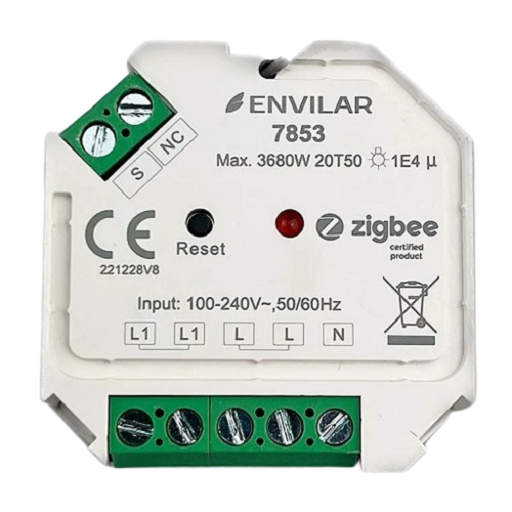 ENVILAR
7853
Max. 3680W 20T50 1E4 µ
S NC
CE
221228V8
Reset
zigbee
certified
product
Input: 100-240V~,50/60Hz
L1 L1 L L N